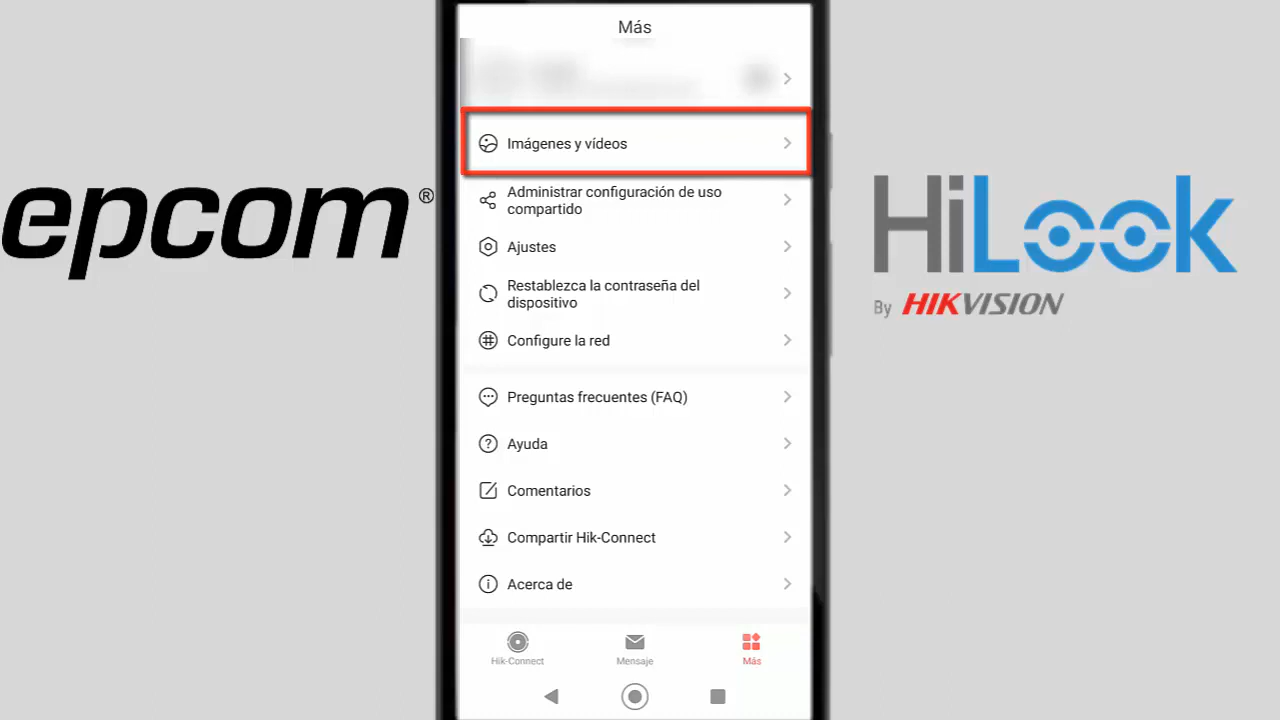 Más
Imágenes y vídeos
Administrar configuración de uso
compartido
Ajustes
Restablezca la contraseña del
dispositivo
Configure la red
Preguntas frecuentes (FAQ)
Ayuda
Comentarios
Compartir Hik-Connect
Acerca de
Hik-Connect
Mensaje
Más
epcom®
HiLook
By HIKVISION